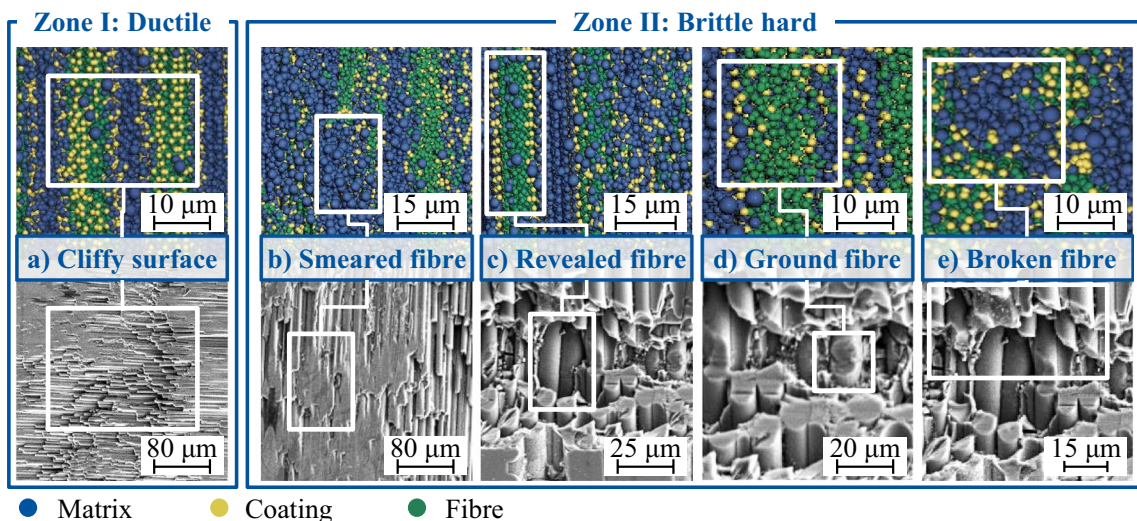 Zone I: Ductile
Zone II: Brittle hard
10 μm
15 μm
15 μm
10 μm
10 μm
a) Cliffy surface
b) Smeared fibre
c) Revealed fibre
d) Ground fibre
e) Broken fibre
80 μm
80 μm
25 μm
20 μm
15 μm
Matrix
Coating
Fibre